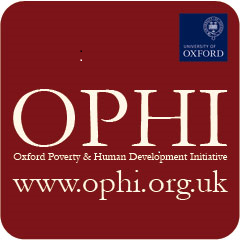 UNIVERSITY OF
OXFORD
OPHI
Oxford Poverty & Human Development Initiative
www.ophi.org.uk